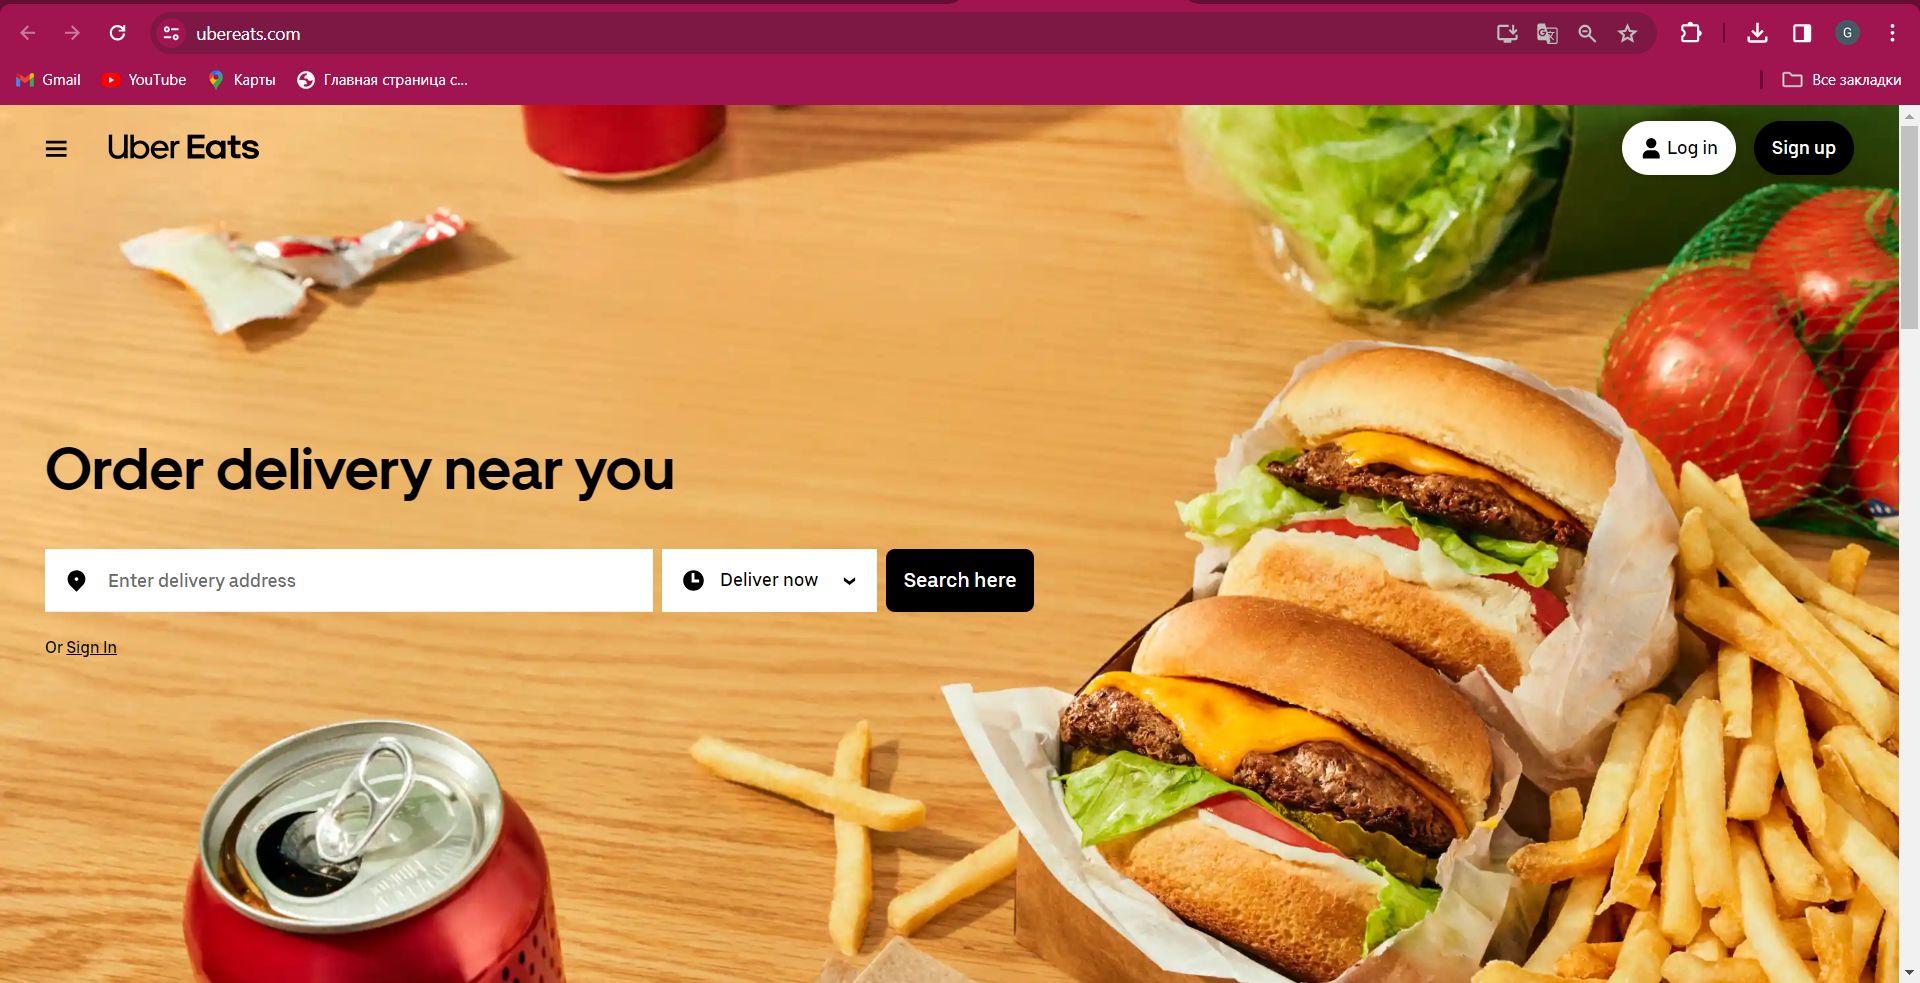 ubereats.com
G
Gmail
YouTube
Карты
Главная страница с...
Все закладки
Uber Eats
Log in
Sign up
Order delivery near you
Enter delivery address
Deliver now
Search here
Or Sign In